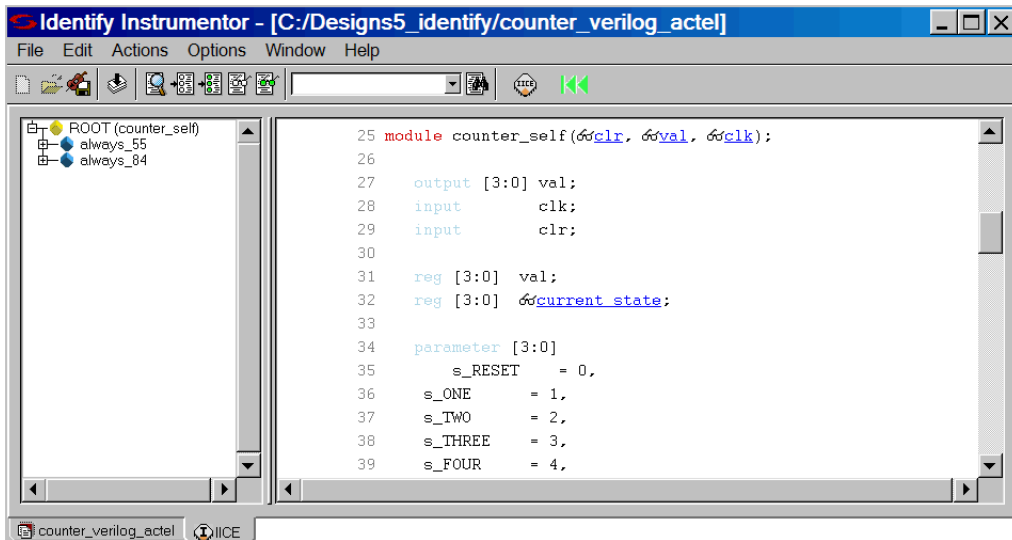 Identify Instrumentor - [C:/Designs5_identify/counter_verilog_actel]
File Edit Actions Options Window Help
IICE
ROOT (counter_self)
always_55
always_84
25 module counter_self(clr, val, clk);
26
27 output [3:0] val;
28 input clk;
29 input clr;
30
31 reg [3:0] val;
32 reg [3:0] current_state;
33
34 parameter [3:0]
35 s_RESET = 0,
36 s_ONE = 1,
37 s_TWO = 2,
38 s_THREE = 3,
39 s_FOUR = 4,
counter_verilog_actel IICE